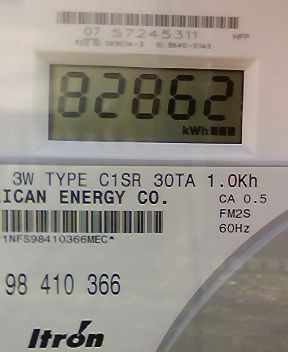 07 57245311 MPP
82862
kWh
3W TYPE C1SR 30TA 1.0Kh
ICAN ENERGY CO. CA 0.5
FM2S
60Hz
1NFS98410366MEC*
98 410 366
Itron